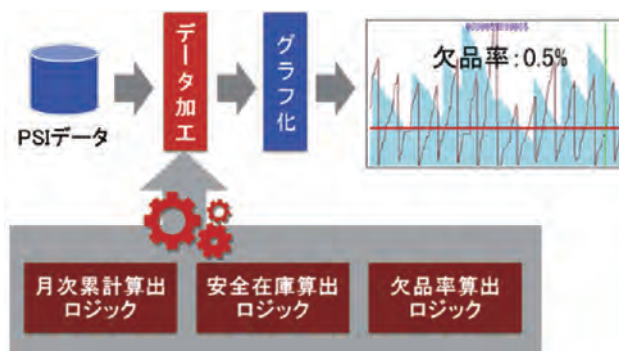 PSIデータ
データ加工
グラフ化
欠品率:0.5%
月次累計算出
ロジック
安全在庫算出
ロジック
欠品率算出
ロジック